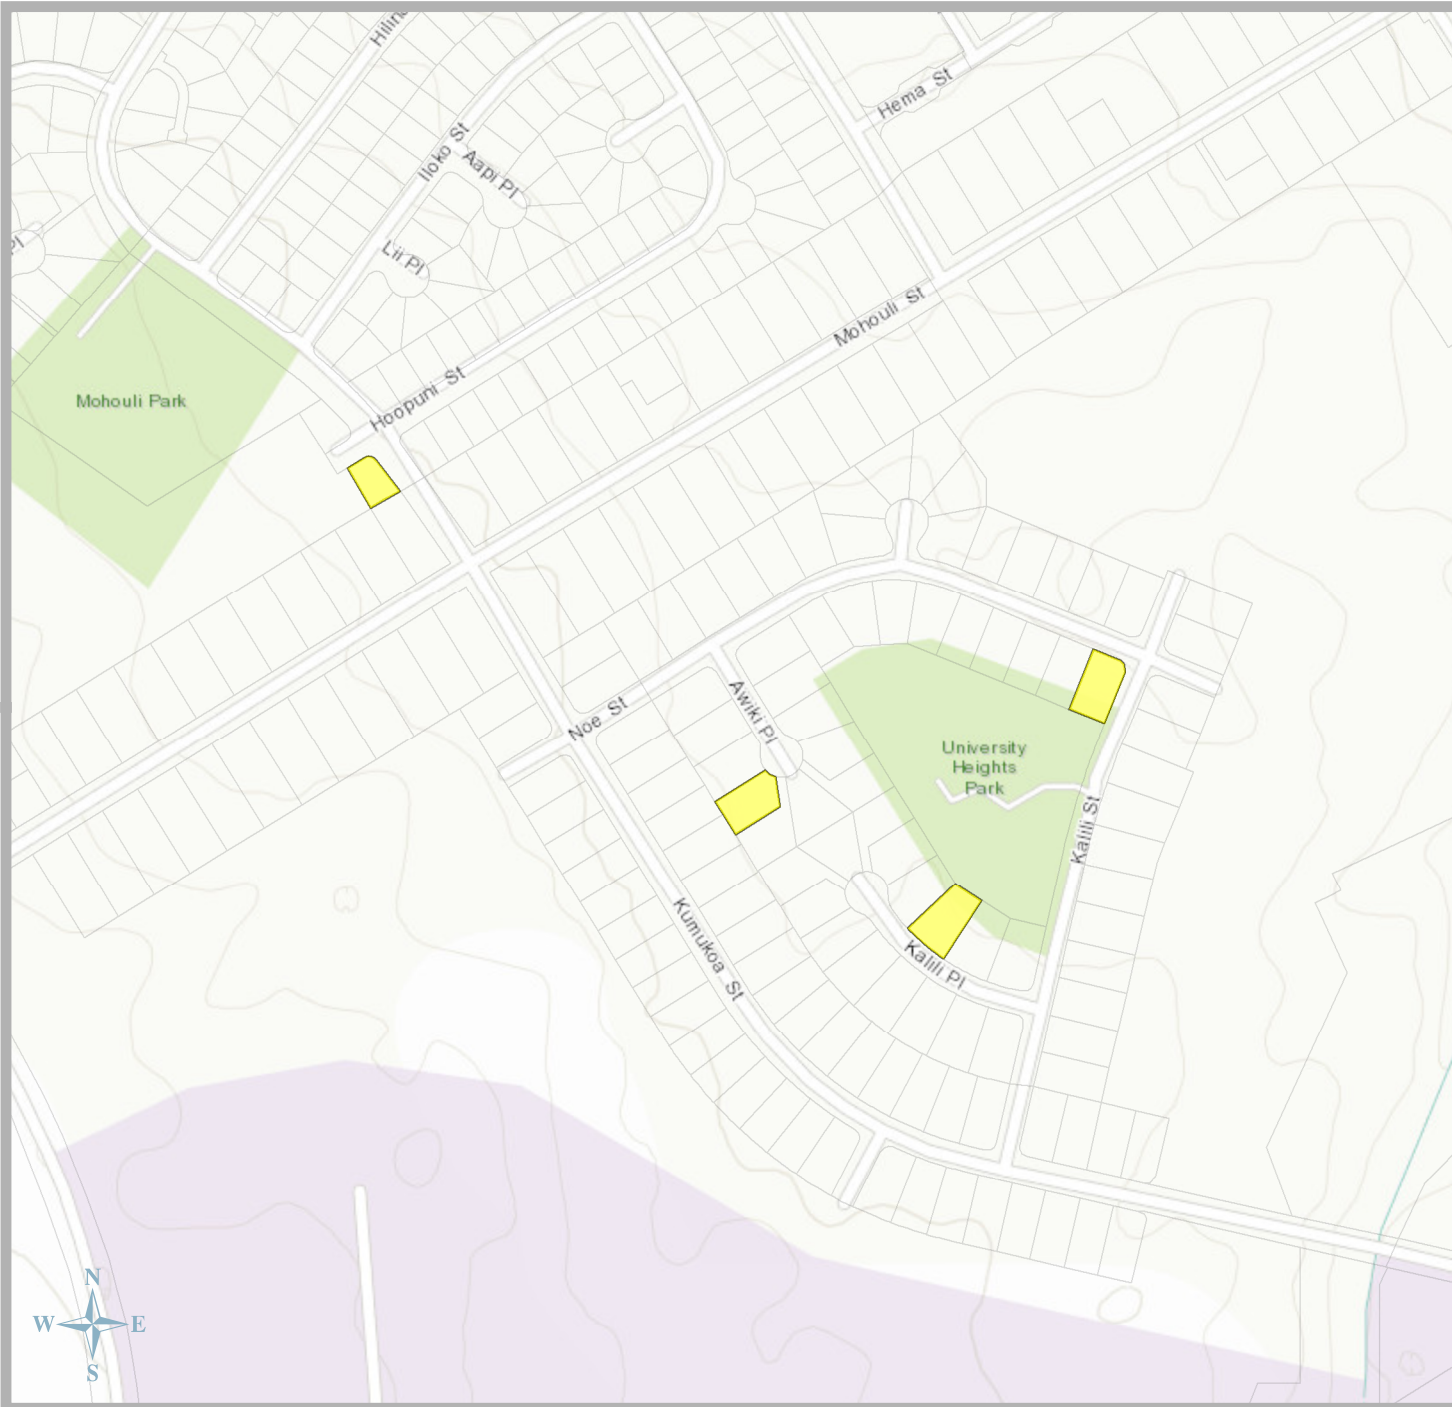 Hema St
Iloko St
Aapi Pl
Pl
Lii Pl
Mohouli St
Hoopuni St
Mohouli Park
Awiki Pl
Noe St
University
Heights
Park
Kalili St
Kumukoa St
Kalili Pl
N
W
E
S